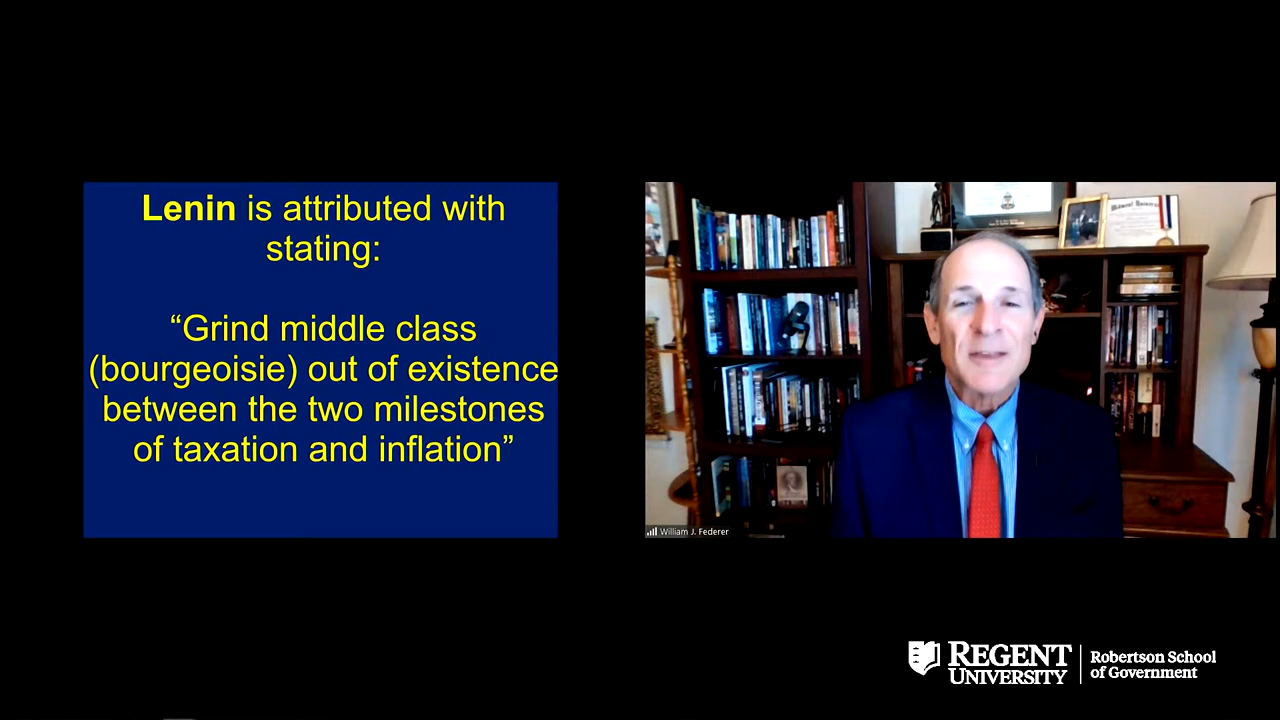 Lenin is attributed with
stating:
“Grind middle class
(bourgeoisie) out of existence
between the two milestones
of taxation and inflation”
William J. Federer
REGENT
UNIVERSITY
Robertson School
of Government